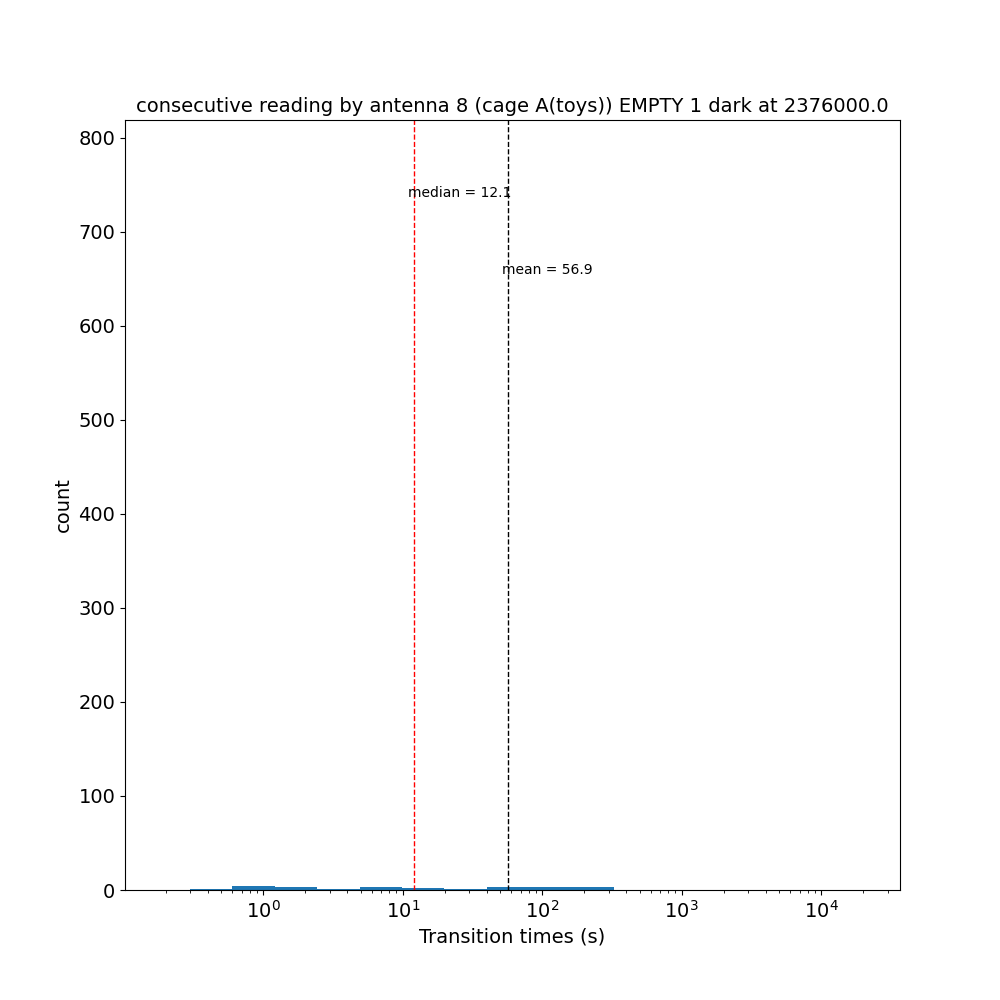 consecutive reading by antenna 8 (cage A(toys)) EMPTY 1 dark at 2376000.0
800
median = 12.1
700
mean = 56.9
600
500
count
400
300
200
100
0
10⁰ 10¹ 10² 10³ 10⁴
Transition times (s)